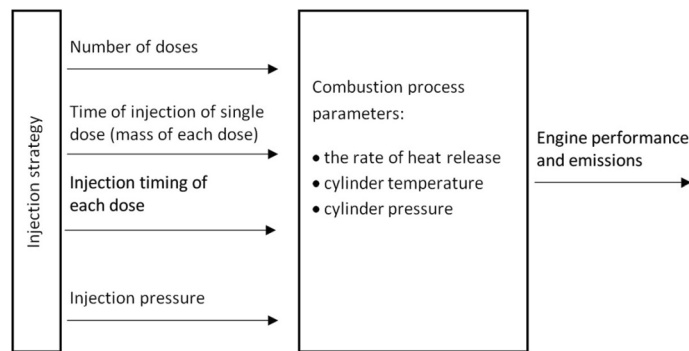 Injection strategy
Number of doses
Time of injection of single
dose (mass of each dose)
Injection timing of
each dose
Injection pressure
Combustion process
parameters:
• the rate of heat release
• cylinder temperature
• cylinder pressure
Engine performance
and emissions